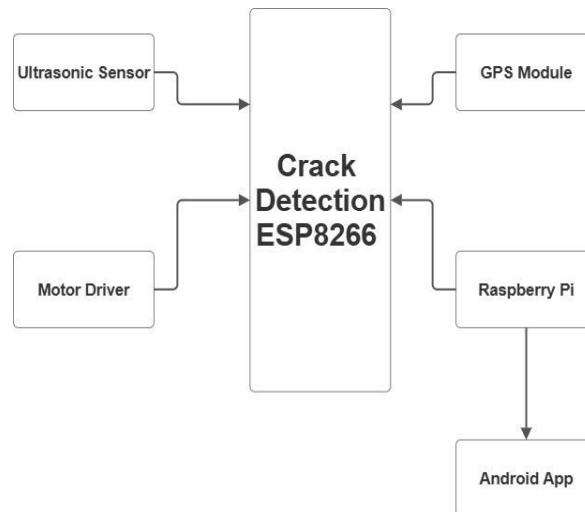 Ultrasonic Sensor
GPS Module
Crack
Detection
ESP8266
Motor Driver
Raspberry Pi
Android App